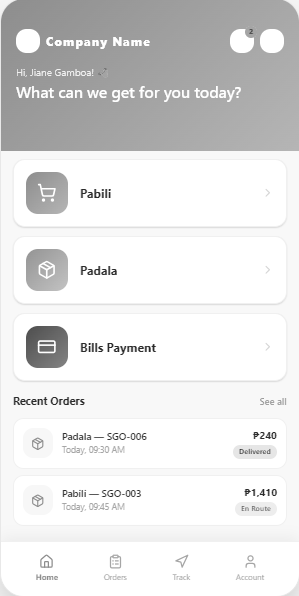 Company Name
2
Hi, Jiane Gamboa!
What can we get for you today?
Pabili
Padala
Bills Payment
Recent Orders
See all
Padala — SGO-006
₱240
Today, 09:30 AM
Delivered
Pabili — SGO-003
₱1,410
Today, 09:45 AM
En Route
Home
Orders
Track
Account